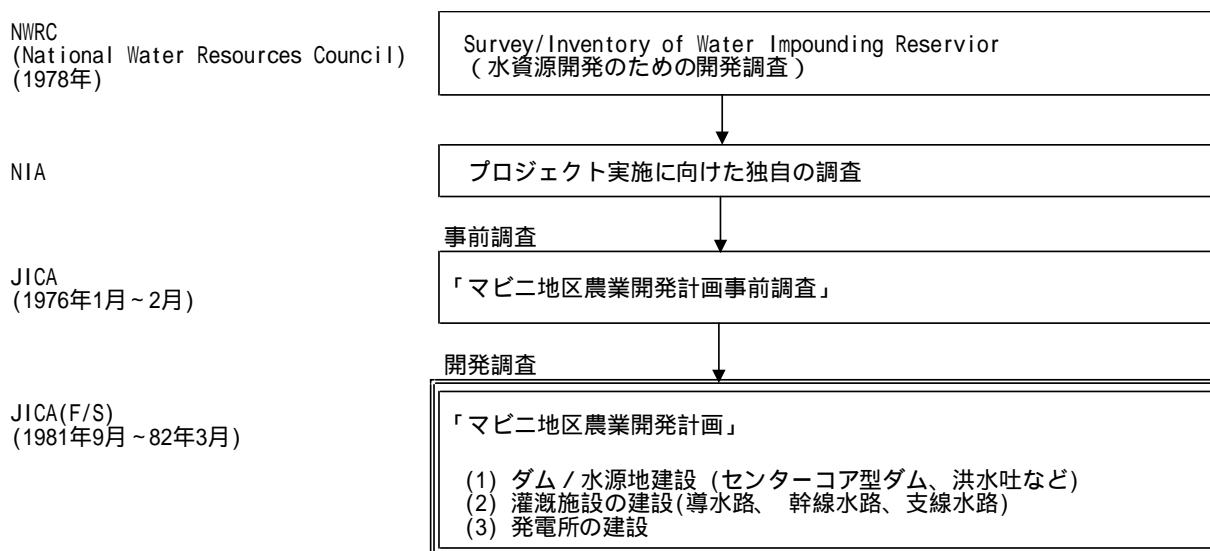 NWRC
(National Water Resources Council)
(1978年)
Survey/Inventory of Water Impounding Reservior
(水資源開発のための開発調査)
NIA
プロジェクト実施に向けた独自の調査
事前調査
JICA
(1976年1月~2月)
「マビニ地区農業開発計画事前調査」
開発調査
JICA(F/S)
(1981年9月~82年3月)
「マビニ地区農業開発計画」
(1) ダム/水源地建設 (センターコア型ダム、洪水吐など)
(2) 灌漑施設の建設(導水路、 幹線水路、支線水路)
(3) 発電所の建設